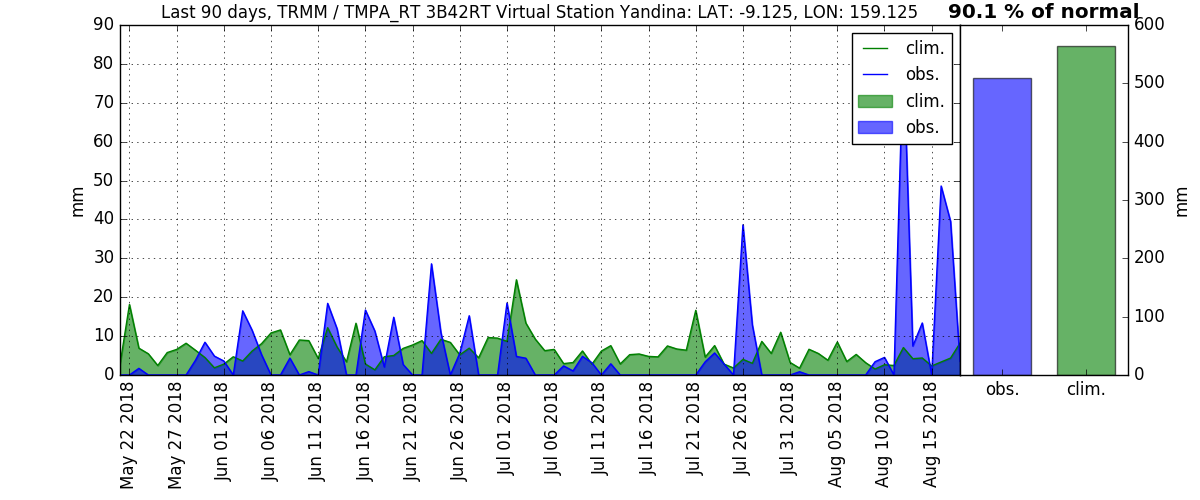 Last 90 days, TRMM / TMPA_RT 3B42RT Virtual Station Yandina: LAT: -9.125, LON: 159.125
90.1 % of normal
90
80
70
60
50
40
30
20
10
0
mm
clim.
obs.
clim.
obs.
600
500
400
300
200
100
0
mm
May 22 2018
May 27 2018
Jun 01 2018
Jun 06 2018
Jun 11 2018
Jun 16 2018
Jun 21 2018
Jun 26 2018
Jul 01 2018
Jul 06 2018
Jul 11 2018
Jul 16 2018
Jul 21 2018
Jul 26 2018
Jul 31 2018
Aug 05 2018
Aug 10 2018
Aug 15 2018
obs.
clim.